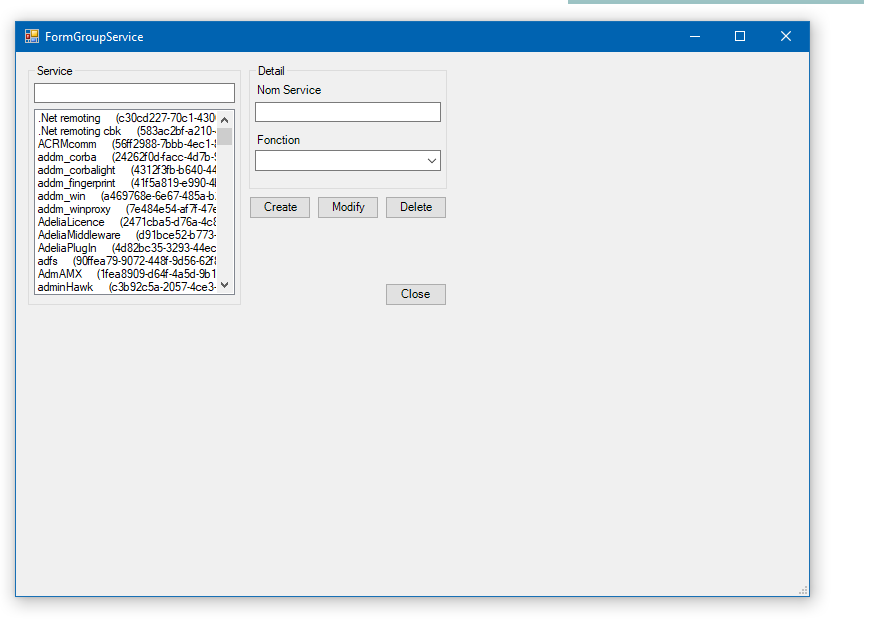 FormGroupService
Service
.Net remoting (c30cd227-70c1-430
.Net remoting cbk (583ac2bf-a210-
ACRMcomm (56ff2988-7bbb-4ec1-
addm_corba (24262f0d-facc-4d7b-
addm_corbalight (4312f3fb-b640-44
addm_fingerprint (41f5a819-e990-4
addm_win (a469768e-6e67-485a-b
addm_winproxy (7e484e54-af7f-47e
AdeliaLicence (2471cba5-d76a-4c8
AdeliaMiddleware (d91bce52-b773-
AdeliaPlugIn (4d82bc35-3293-44ec
adfs (90ffea79-9072-448f-9d56-62f
AdmAMX (1fea8909-d64f-4a5d-9b1
adminHawk (c3b92c5a-2057-4ce3-
Detail
Nom Service
Fonction
Create Modify Delete
Close